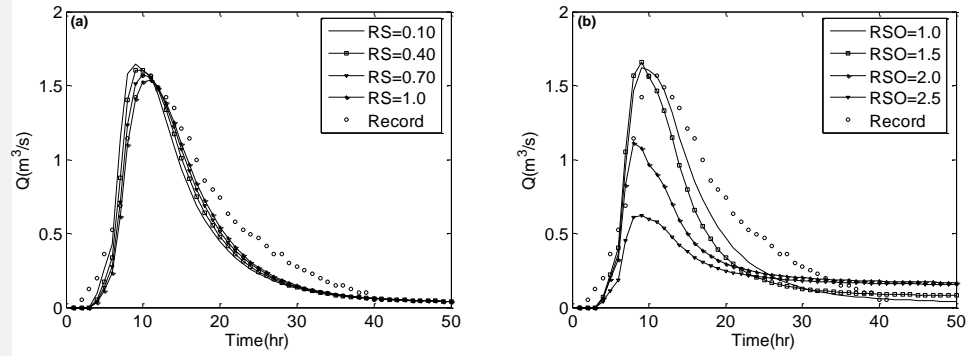 (a)
RS=0.10
RS=0.40
RS=0.70
RS=1.0
Record
2
1.5
1
0.5
0
Q(m³/s)
0 10 20 30 40 50
Time(hr)
(b)
RSO=1.0
RSO=1.5
RSO=2.0
RSO=2.5
Record
2
1.5
1
0.5
0
Q(m³/s)
0 10 20 30 40 50
Time(hr)